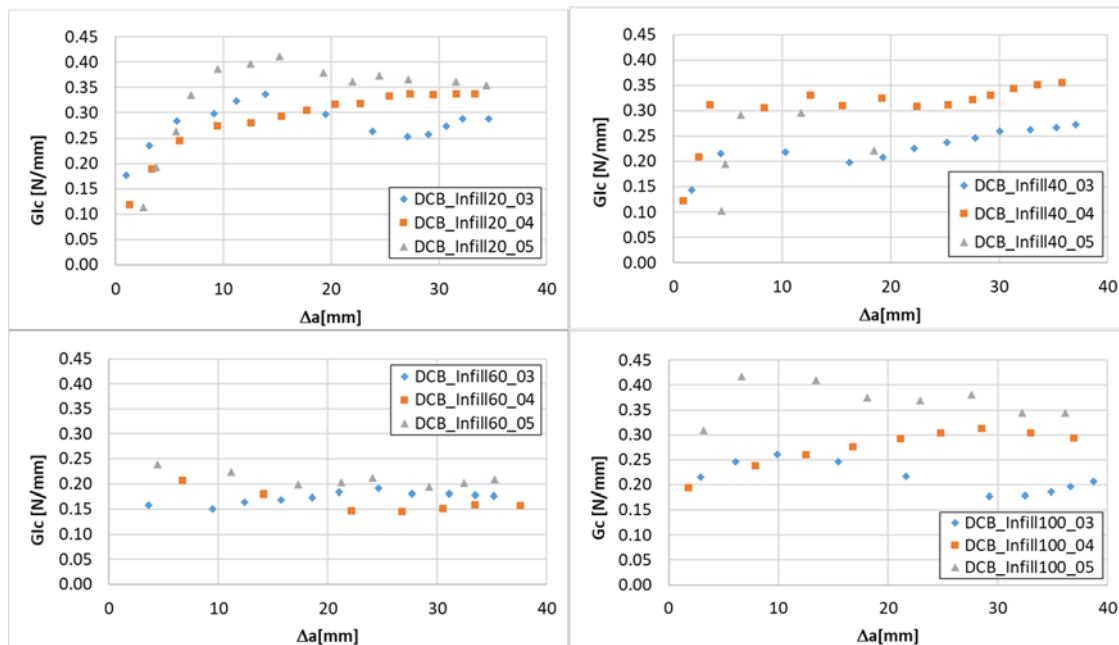 0.45
0.40
0.35
0.30
0.25
0.20
0.15
0.10
0.05
0.00
GIc [N/mm]
0 10 20 30 40
Δa[mm]
DCB_Infill20_03
DCB_Infill20_04
DCB_Infill20_05
0.45
0.40
0.35
0.30
0.25
0.20
0.15
0.10
0.05
0.00
GIc [N/mm]
0 10 20 30 40
Δa[mm]
DCB_Infill40_03
DCB_Infill40_04
DCB_Infill40_05
0.45
0.40
0.35
0.30
0.25
0.20
0.15
0.10
0.05
0.00
GIc [N/mm]
0 10 20 30 40
Δa[mm]
DCB_Infill60_03
DCB_Infill60_04
DCB_Infill60_05
0.45
0.40
0.35
0.30
0.25
0.20
0.15
0.10
0.05
0.00
Gc [N/mm]
0 10 20 30 40
Δa[mm]
DCB_Infill100_03
DCB_Infill100_04
DCB_Infill100_05